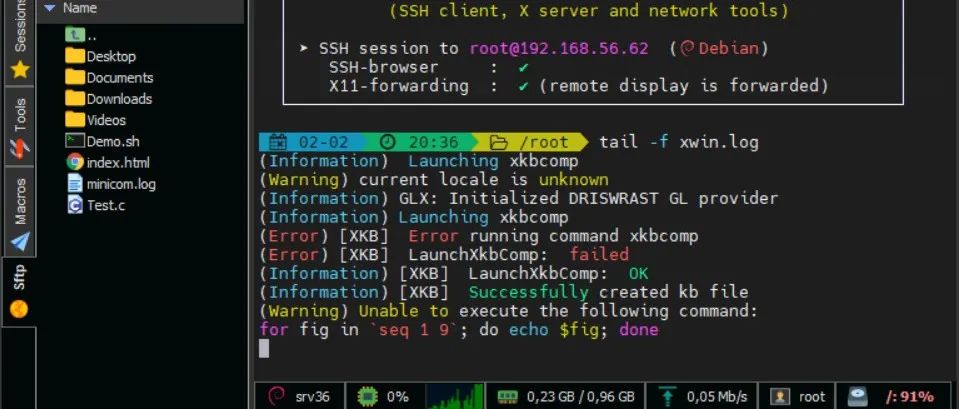 Name
..
Desktop
Documents
Downloads
Videos
Demo.sh
index.html
minicom.log
Test.c
Sessions
Tools
Macros
Sftp
(SSH client, X server and network tools)
➤ SSH session to root@192.168.56.62 (Debian)
SSH-browser : ✔
X11-forwarding : ✔ (remote display is forwarded)
02-02 20:36 /root tail -f xwin.log
(Information) Launching xkbcomp
(Warning) current locale is unknown
(Information) GLX: Initialized DRISWRAST GL provider
(Information) Launching xkbcomp
(Error) [XKB] Error running command xkbcomp
(Error) [XKB] LaunchXkbComp: failed
(Information) [XKB] LaunchXkbComp: OK
(Information) [XKB] Successfully created kb file
(Warning) Unable to execute the following command:
for fig in `seq 1 9`; do echo $fig; done
srv36 0% 0,23 GB / 0,96 GB 0,05 Mb/s root /: 91%